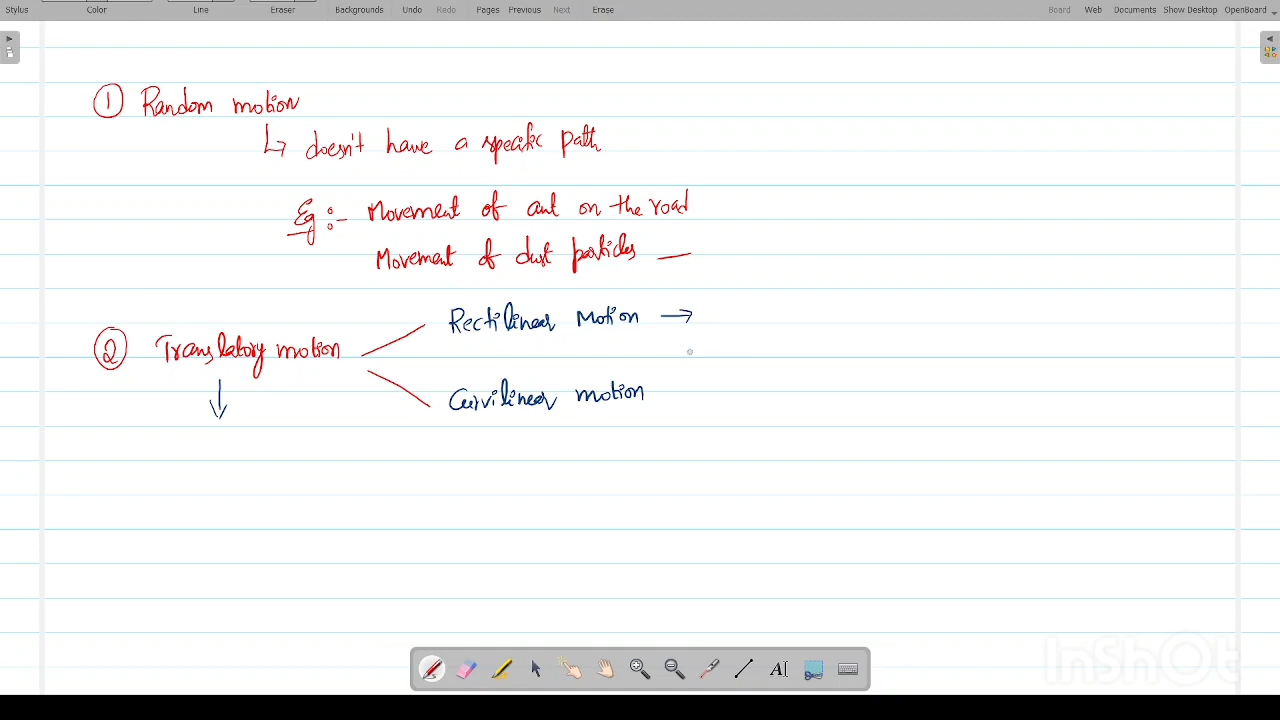 Stylus Color Line Eraser Backgrounds Undo Redo Pages Previous Next Erase Board Web Documents Show Desktop OpenBoard
1 Random motion
↳ doesn't have a specific path
Eg :- Movement of ant on the road
Movement of dust particles —
2 Translatory motion
Rectilinear Motion →
Curvilinear motion
InShOt